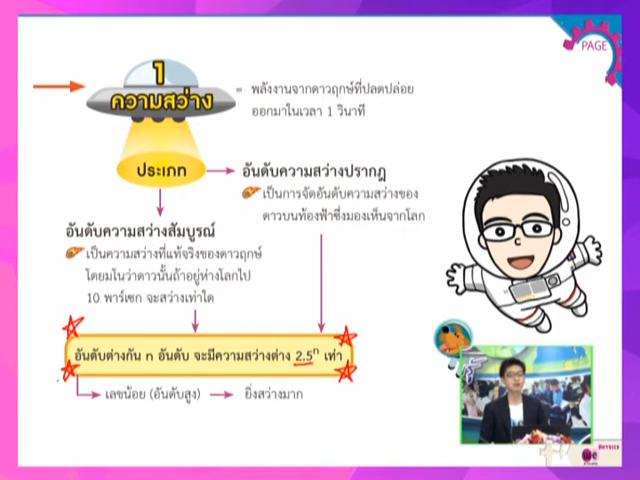 PAGE
1
ความสว่าง
= พลังงานจากดาวฤกษ์ที่ปลดปล่อย
ออกมาในเวลา 1 วินาที
ประเภท
อันดับความสว่างปรากฎ
เป็นการจัดอันดับความสว่างของ
ดาวบนท้องฟ้าซึ่งมองเห็นจากโลก
อันดับความสว่างสัมบูรณ์
เป็นความสว่างที่แท้จริงของดาวฤกษ์
โดยมโนว่าดาวนั้นถ้าอยู่ห่างโลกไป
10 พาร์เซก จะสว่างเท่าใด
อันดับต่างกัน n อันดับ จะมีความสว่างต่าง 2.5ⁿ เท่า
เลขน้อย (อันดับสูง)
ยิ่งสว่างมาก
PHYSICS
we